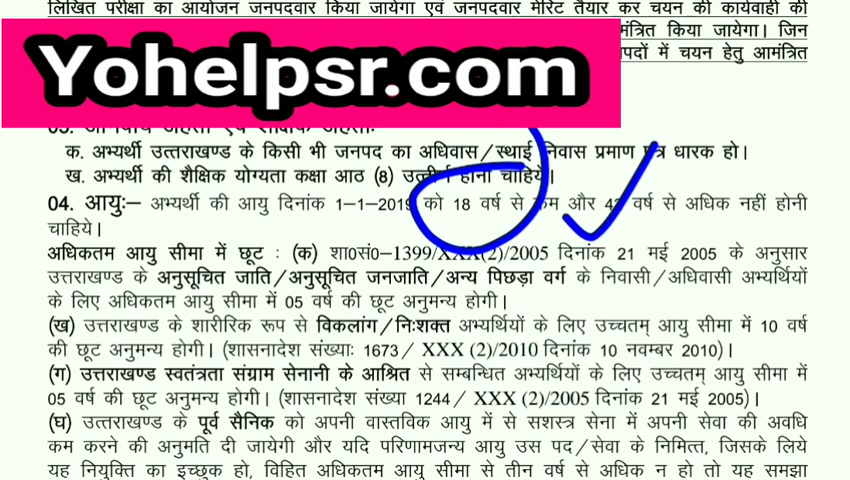 लिखित परीक्षा का आयोजन जनपदवार किया जायेगा एवं जनपदवार मेरिट तैयार कर चयन की कार्यवाही की
किया जायेगा। जिन
पदों में चयन हेतु आमंत्रित
Yohelpsr.com
क. अभ्यर्थी उत्तराखण्ड के किसी भी जनपद का अधिवास/स्थाई निवास प्रमाण पत्र धारक हो।
ख. अभ्यर्थी की शैक्षिक योग्यता कक्षा आठ (8) उत्तीर्ण होना चाहिये।
04. आयुः– अभ्यर्थी की आयु दिनांक 1-1-2019 को 18 वर्ष से कम और वर्ष से अधिक नहीं होनी
चाहिये।
अधिकतम आयु सीमा में छूट : (क) शा0सं0–1399/XXX(2)/2005 दिनांक 21 मई 2005 के अनुसार
उत्तराखण्ड के अनुसूचित जाति/अनुसूचित जनजाति/अन्य पिछड़ा वर्ग के निवासी/अधिवासी अभ्यर्थियों
के लिए अधिकतम आयु सीमा में 05 वर्ष की छूट अनुमन्य होगी।
(ख) उत्तराखण्ड के शारीरिक रूप से विकलांग/निःशक्त अभ्यर्थियों के लिए उच्चतम् आयु सीमा में 10 वर्ष
की छूट अनुमन्य होगी। (शासनादेश संख्याः 1673/ XXX (2)/2010 दिनांक 10 नवम्बर 2010)।
(ग) उत्तराखण्ड स्वतंत्रता संग्राम सेनानी के आश्रित से सम्बन्धित अभ्यर्थियों के लिए उच्चतम् आयु सीमा में
05 वर्ष की छूट अनुमन्य होगी। (शासनादेश संख्या 1244/ XXX (2)/2005 दिनांक 21 मई 2005)।
(घ) उत्तराखण्ड के पूर्व सैनिक को अपनी वास्तविक आयु में से सशस्त्र सेना में अपनी सेवा की अवधि
कम करने की अनुमति दी जायेगी और यदि परिणामजन्य आयु उस पद/सेवा के निमित्त, जिसके लिये
यह नियुक्ति का इच्छुक हो, विहित अधिकतम आयु सीमा से तीन वर्ष से अधिक न हो तो यह समझा